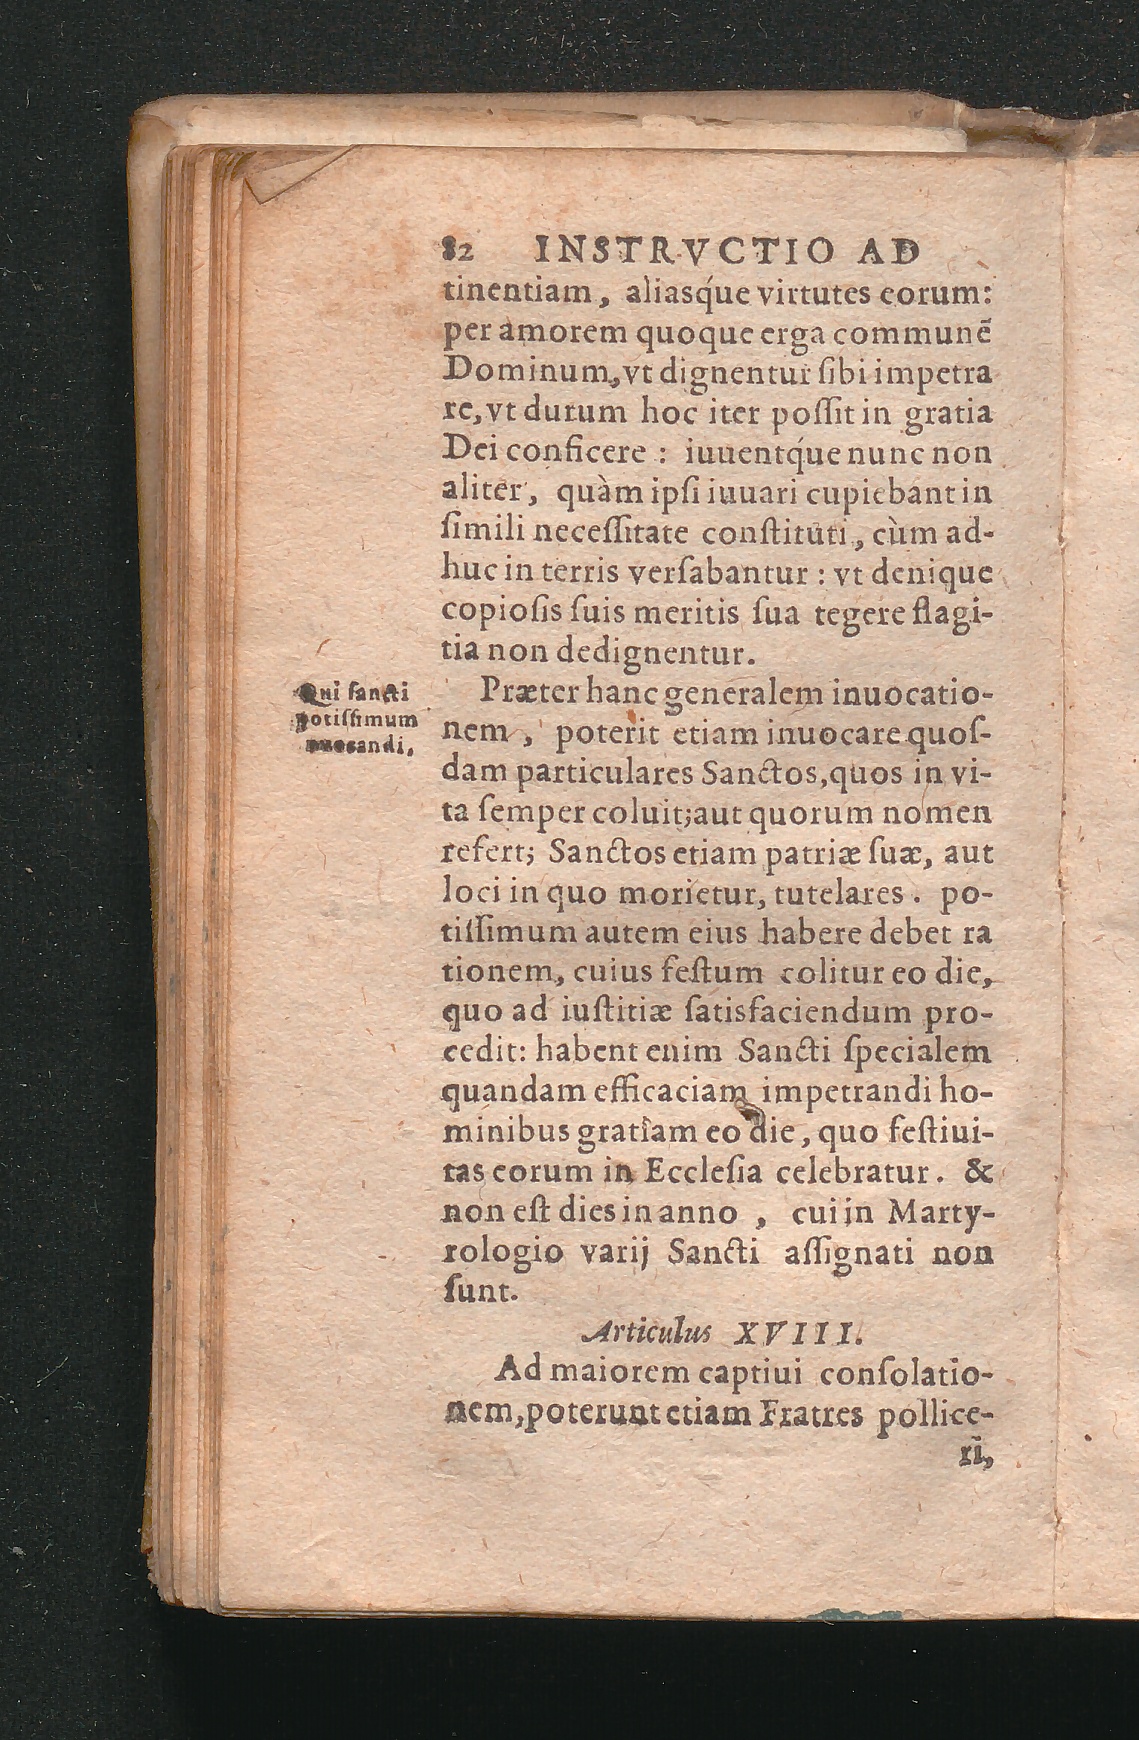 82 INSTRVCTIO AD
tinentiam, aliasq́ue virtutes eorum:
per amorem quoque erga communē
Dominum, vt dignentur ſibi impetra
re, vt durum hoc iter poſſit in gratia
Dei conficere : iuuentq́ue nunc non
aliter, quàm ipſi iuuari cupiebant in
ſimili neceſſitate conſtituti, cùm ad-
huc in terris verſabantur : vt denique
copioſis ſuis meritis ſua tegere flagi-
tia non dedignentur.
Qui ſancti
potiſſimum
uocandi.
Præter hanc generalem inuocatio-
nem, poterit etiam inuocare quoſ-
dam particulares Sanctos, quos in vi-
ta ſemper coluit; aut quorum nomen
refert; Sanctos etiam patriæ ſuæ, aut
loci in quo morietur, tutelares. po-
tiſſimum autem eius habere debet ra
tionem, cuius feſtum colitur eo die,
quo ad iuſtitiæ ſatisfaciendum pro-
cedit: habent enim Sancti ſpecialem
quandam efficaciam impetrandi ho-
minibus gratiam eo die, quo feſtiui-
tas eorum in Eccleſia celebratur. &
non eſt dies in anno , cui in Marty-
rologio varij Sancti aſſignati non
ſunt.
Articulus XVIII.
Ad maiorem captiui conſolatio-
nem, poterunt etiam Fratres pollice-
ri,